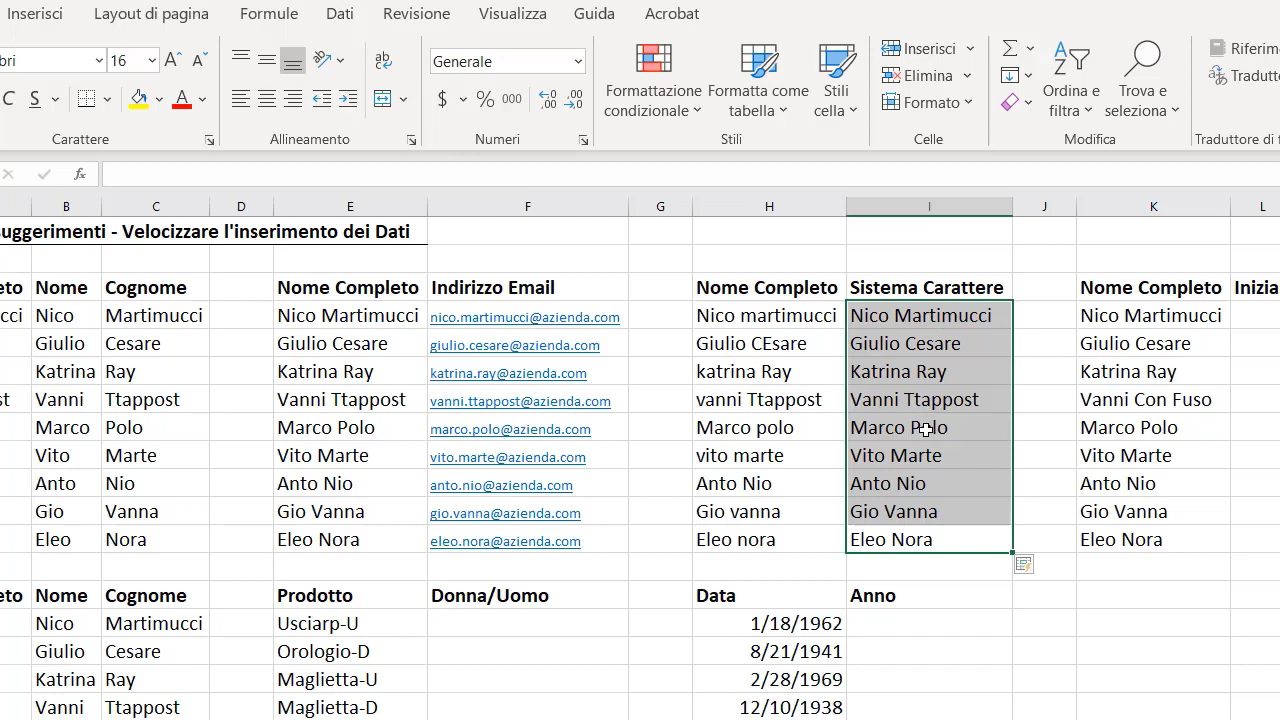 Inserisci Layout di pagina Formule Dati Revisione Visualizza Guida Acrobat
bri 16 A A ab Generale Formattazione condizionale Formatta come tabella Stili cella Inserisci Elimina Formato Ordina e filtra Trova e seleziona Riferim Tradutto
C S A $ % 000
Carattere Allineamento Numeri Stili Celle Modifica Traduttore di f
fx
B C D E F G H I J K L
uggerimenti - Velocizzare l'inserimento dei Dati
eto Nome Cognome Nome Completo Indirizzo Email Nome Completo Sistema Carattere Nome Completo Inizia
cci Nico Martimucci Nico Martimucci nico.martimucci@azienda.com Nico martimucci Nico Martimucci Nico Martimucci
Giulio Cesare Giulio Cesare giulio.cesare@azienda.com Giulio CEsare Giulio Cesare Giulio Cesare
Katrina Ray Katrina Ray katrina.ray@azienda.com katrina Ray Katrina Ray Katrina Ray
st Vanni Ttappost Vanni Ttappost vanni.ttappost@azienda.com vanni Ttappost Vanni Ttappost Vanni Con Fuso
Marco Polo Marco Polo marco.polo@azienda.com Marco polo Marco Polo Marco Polo
Vito Marte Vito Marte vito.marte@azienda.com vito marte Vito Marte Vito Marte
Anto Nio Anto Nio anto.nio@azienda.com Anto Nio Anto Nio Anto Nio
Gio Vanna Gio Vanna gio.vanna@azienda.com Gio vanna Gio Vanna Gio Vanna
Eleo Nora Eleo Nora eleo.nora@azienda.com Eleo nora Eleo Nora Eleo Nora
eto Nome Cognome Prodotto Donna/Uomo Data Anno
Nico Martimucci Usciarp-U 1/18/1962
Giulio Cesare Orologio-D 8/21/1941
Katrina Ray Maglietta-U 2/28/1969
Vanni Ttappost Maglietta-D 12/10/1938